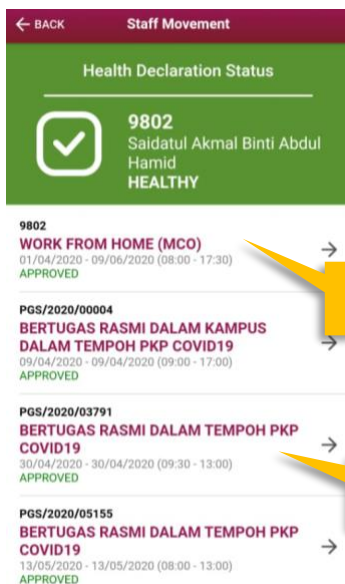 ← BACK Staff Movement
Health Declaration Status
9802
Saidatul Akmal Binti Abdul
Hamid
HEALTHY
9802
WORK FROM HOME (MCO)
01/04/2020 - 09/06/2020 (08:00 - 17:30)
APPROVED
PGS/2020/00004
BERTUGAS RASMI DALAM KAMPUS
DALAM TEMPOH PKP COVID19
09/04/2020 - 09/04/2020 (09:00 - 17:00)
APPROVED
PGS/2020/03791
BERTUGAS RASMI DALAM TEMPOH PKP
COVID19
30/04/2020 - 30/04/2020 (09:30 - 13:00)
APPROVED
PGS/2020/05155
BERTUGAS RASMI DALAM TEMPOH PKP
COVID19
13/05/2020 - 13/05/2020 (08:00 - 13:00)
APPROVED